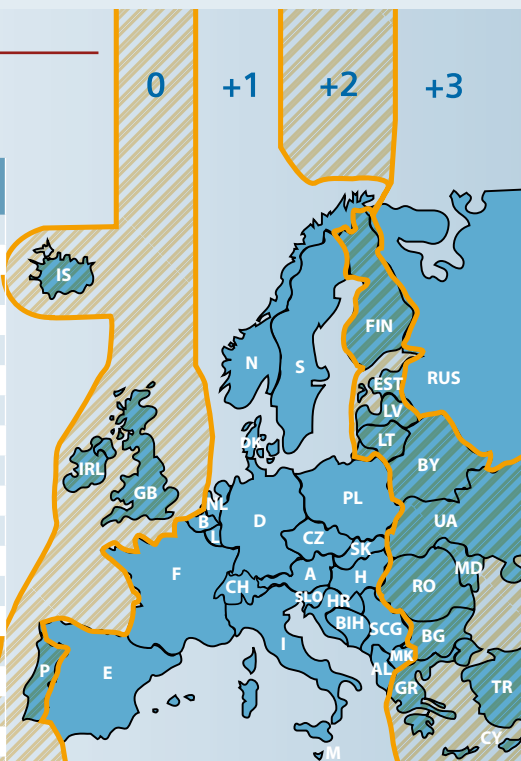 0 +1 +2 +3
IS
FIN
N S EST RUS
LV
DK LT
IRL BY
GB NL PL
B D UA
L CZ
SK MD
F A H RO
CH SLO HR
BIH SCG BG
I MK
P E AL GR TR
CY
M